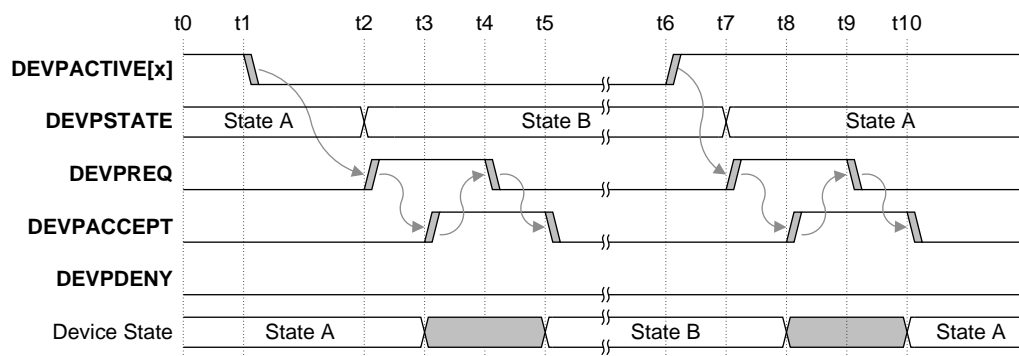 t0 t1 t2 t3 t4 t5 t6 t7 t8 t9 t10
DEVPACTIVE[x]
DEVPSTATE State A State B State A
DEVPREQ
DEVPACCEPT
DEVPDENY
Device State State A State B State A